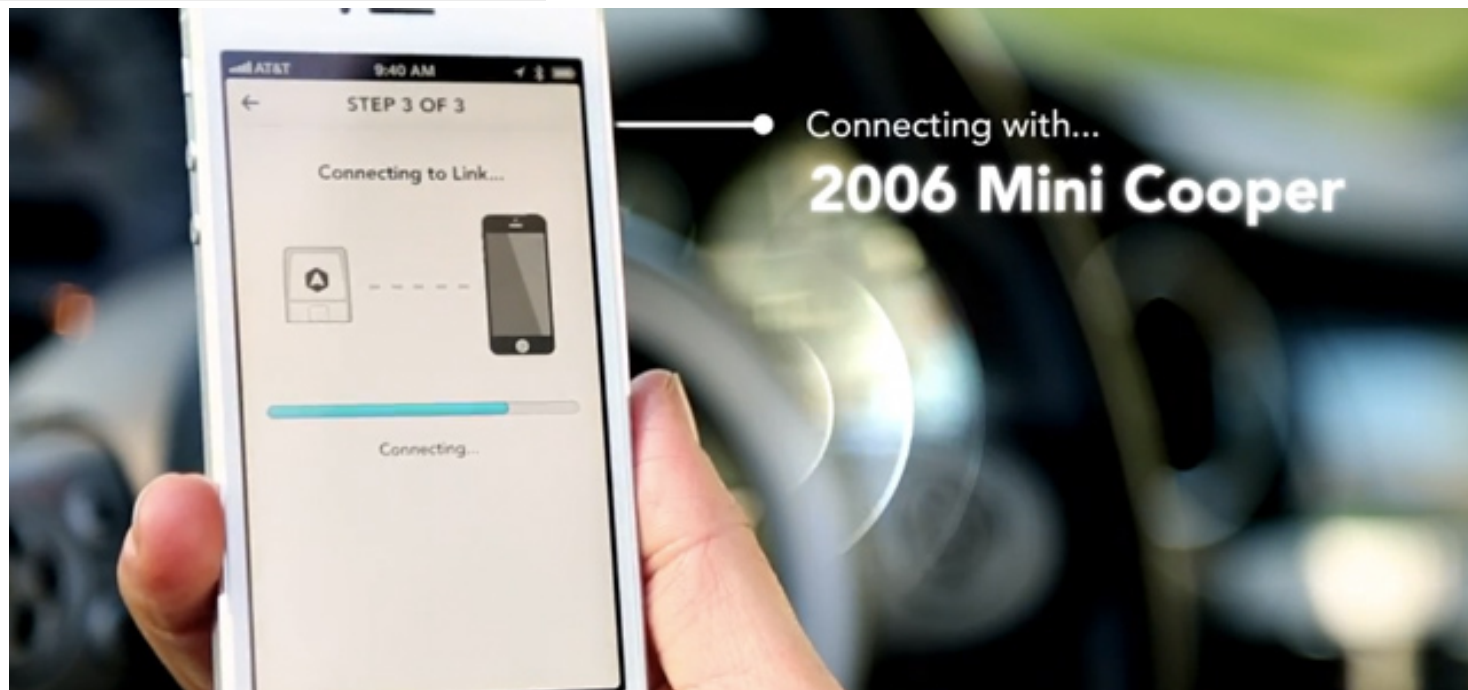 AT&T 9:40 AM
STEP 3 OF 3
Connecting to Link...
Connecting...
Connecting with...
2006 Mini Cooper